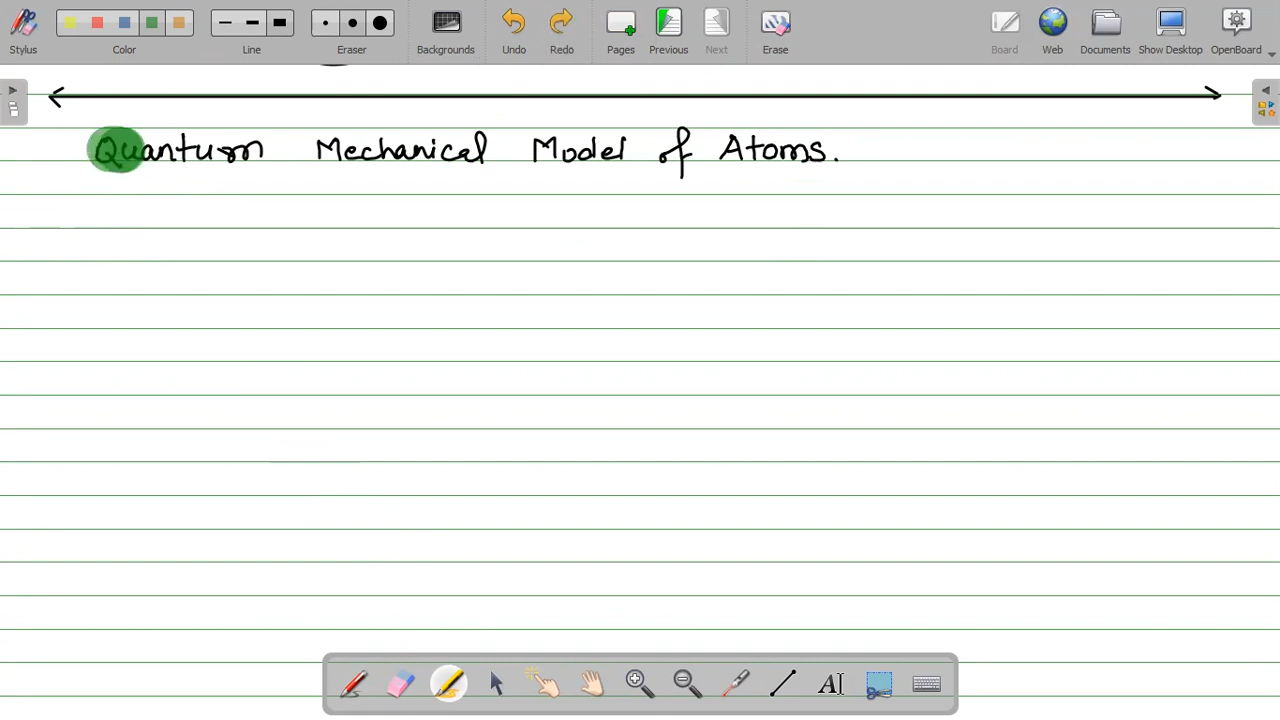 Stylus Color Line Eraser Backgrounds Undo Redo Pages Previous Next Erase Board Web Documents Show Desktop OpenBoard
Quantum Mechanical Model of Atoms.